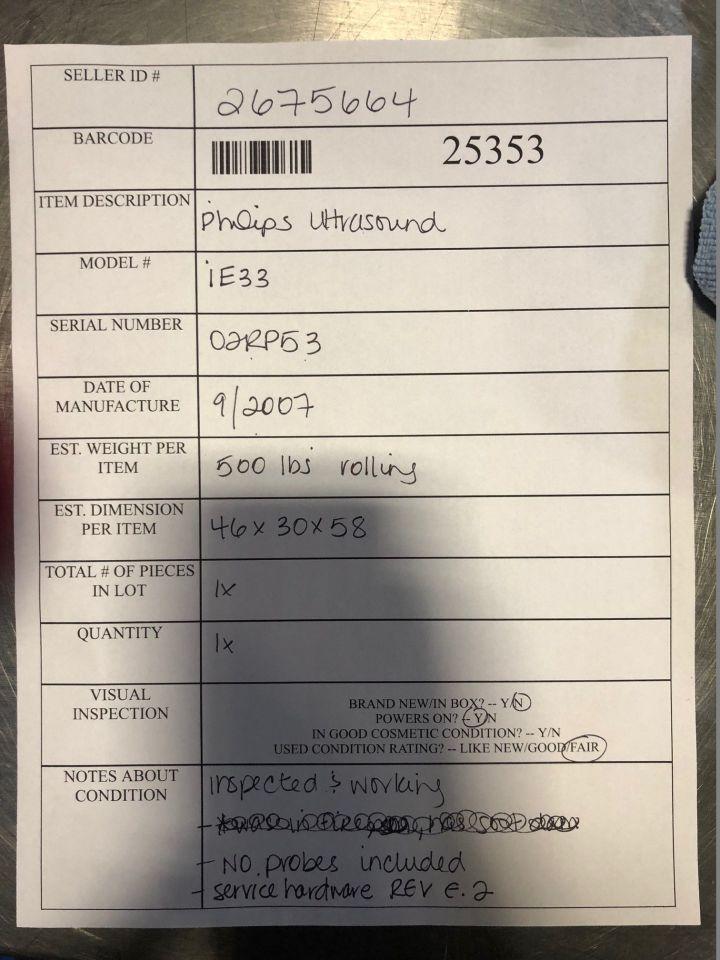 SELLER ID # 2675664
BARCODE 25353
ITEM DESCRIPTION Philips Ultrasound
MODEL # iE33
SERIAL NUMBER 02RP53
DATE OF
MANUFACTURE 9/2007
EST. WEIGHT PER
ITEM 500 lbs rolling
EST. DIMENSION
PER ITEM 46 x 30 x 58
TOTAL # OF PIECES
IN LOT 1x
QUANTITY 1x
VISUAL
INSPECTION
BRAND NEW/IN BOX? -- Y/N
POWERS ON? -- Y/N
IN GOOD COSMETIC CONDITION? -- Y/N
USED CONDITION RATING? -- LIKE NEW/GOOD/FAIR
NOTES ABOUT
CONDITION
Inspected & working
- NO probes included
- service hardware REV E.2